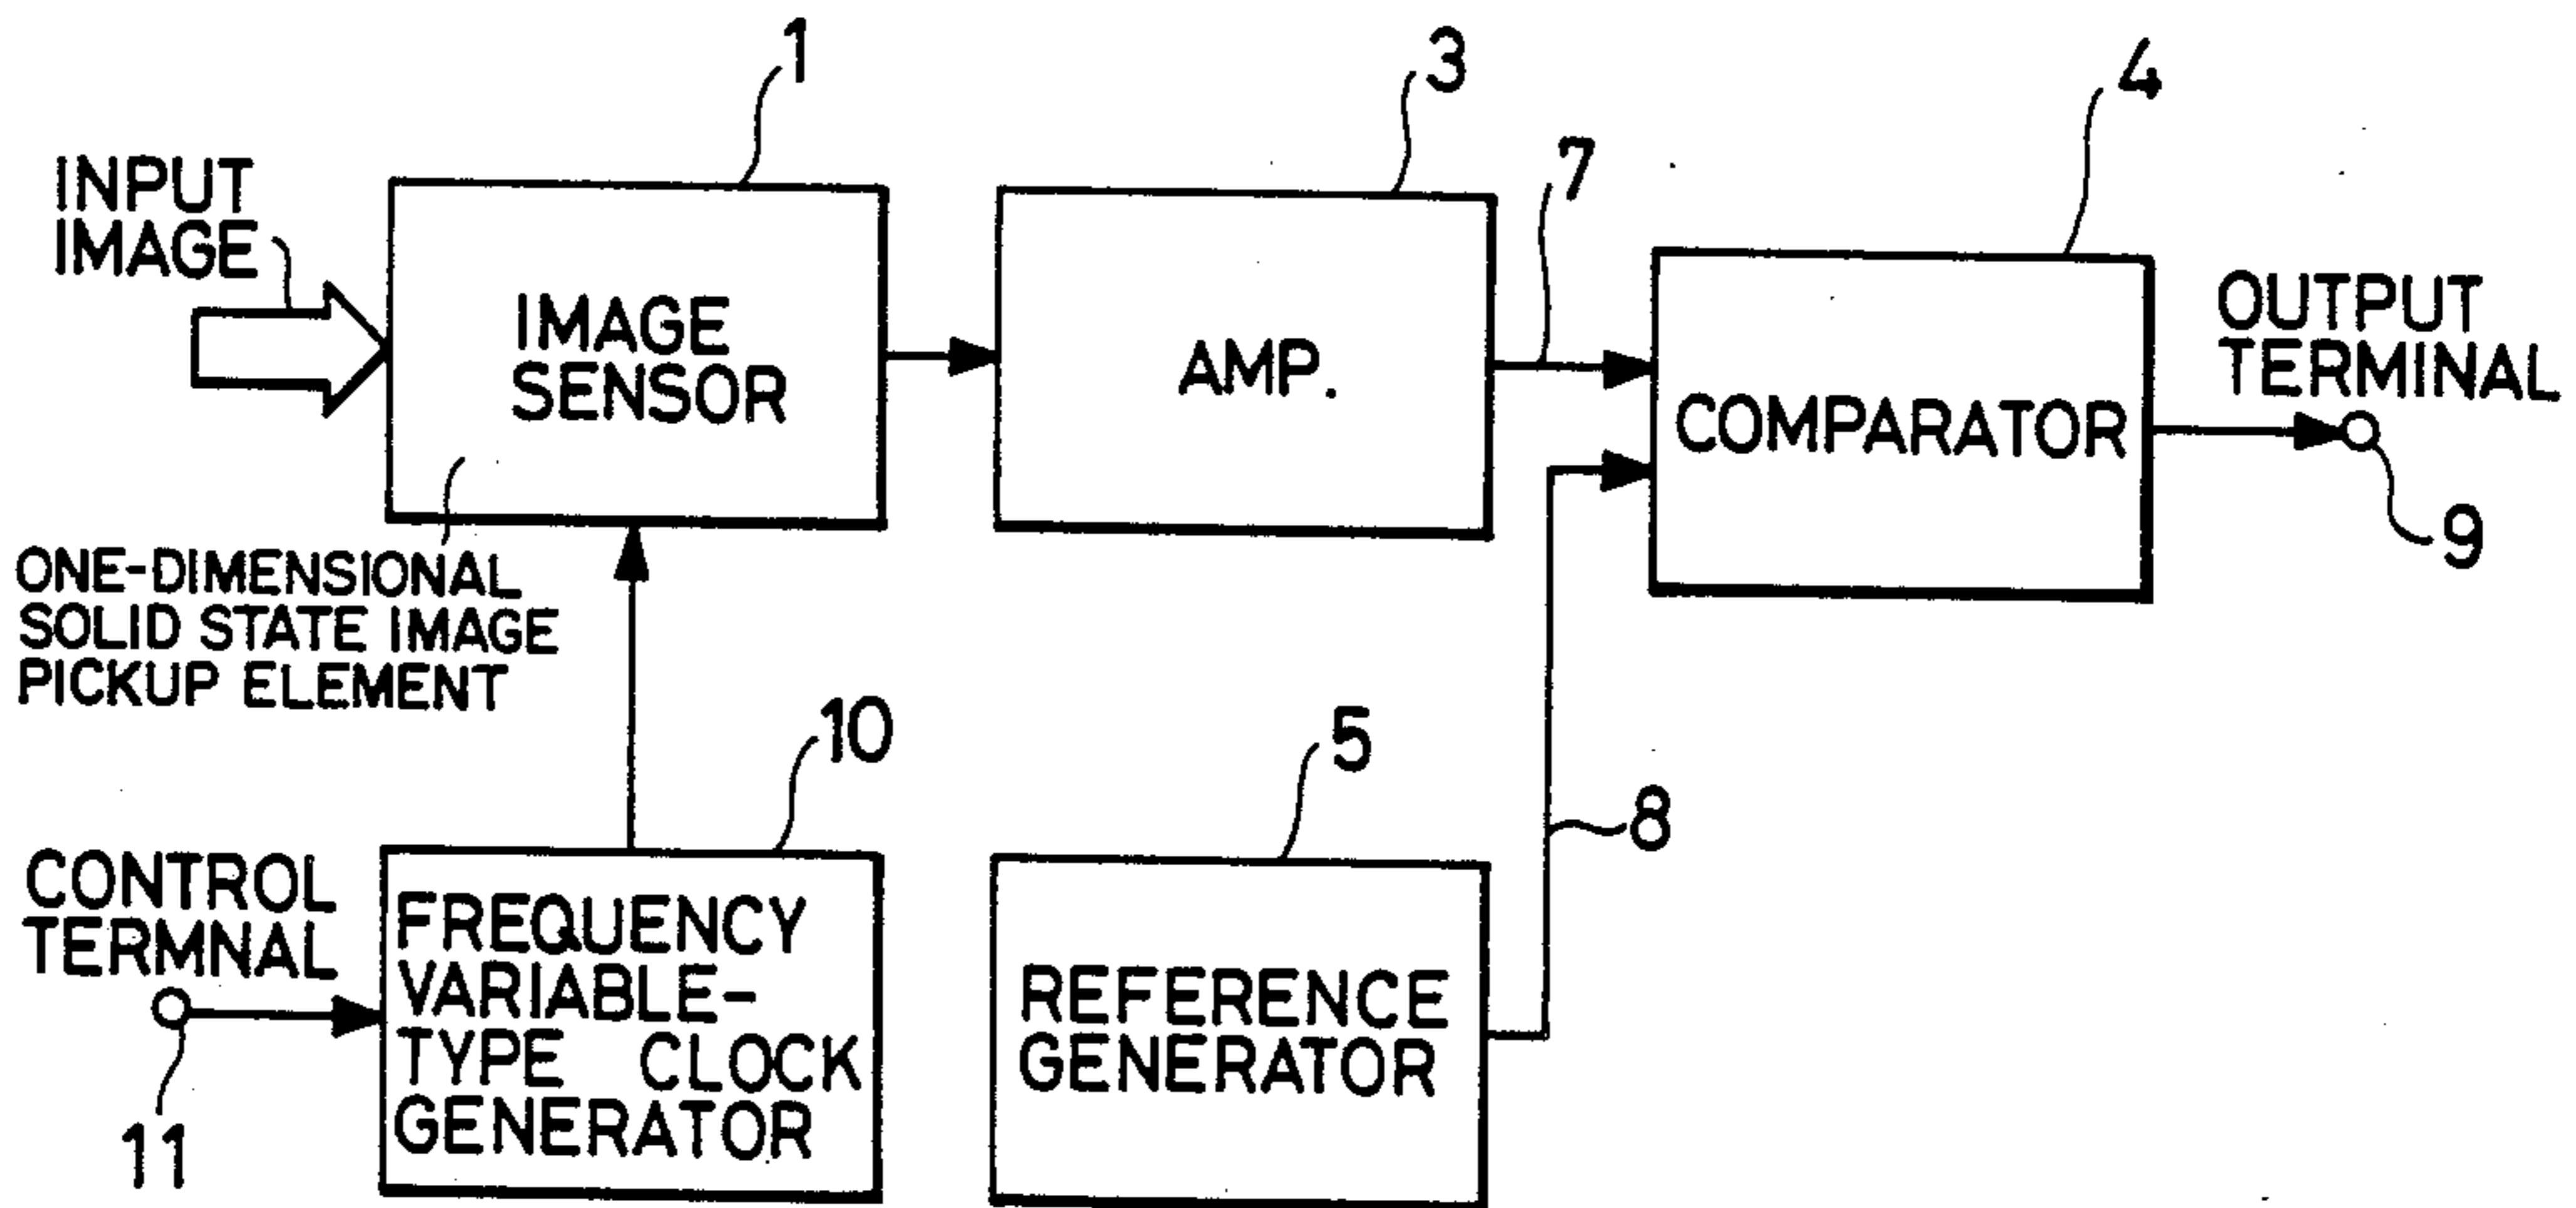 1
3
4
7
INPUT
IMAGE
IMAGE
SENSOR
AMP.
COMPARATOR
OUTPUT
TERMINAL
9
ONE-DIMENSIONAL
SOLID STATE IMAGE
PICKUP ELEMENT
10
5
8
CONTROL
TERMNAL
11
FREQUENCY
VARIABLE-
TYPE CLOCK
GENERATOR
REFERENCE
GENERATOR